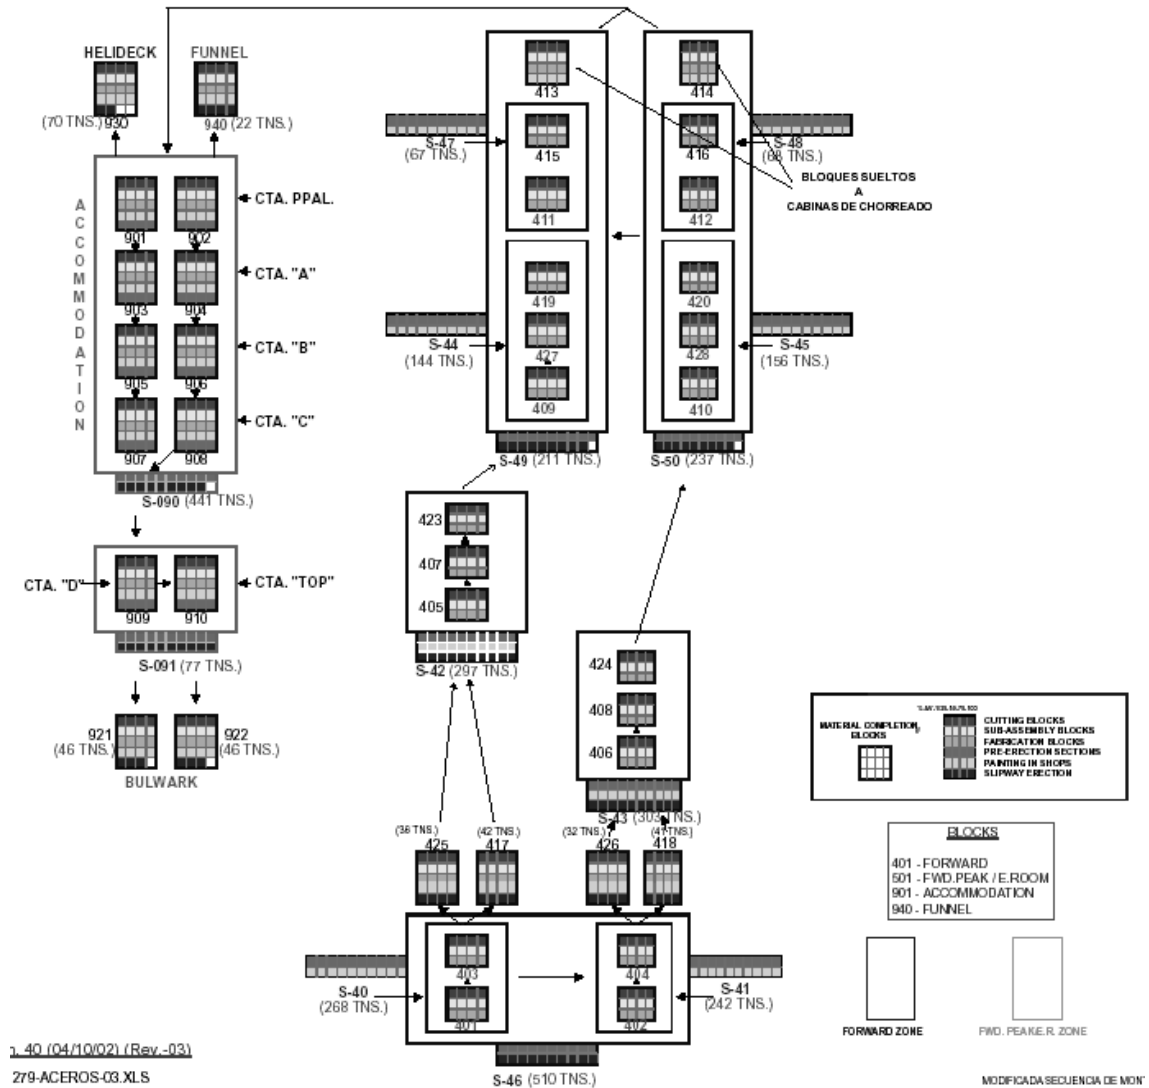 HELIDECK
FUNNEL
(70 TNS.) 930
940 (22 TNS.)
ACCOMMODATION
901
902
CTA. PPAL.
903
904
CTA. "A"
905
906
CTA. "B"
907
908
CTA. "C"
S-090 (441 TNS.)
CTA. "D"
909
910
CTA. "TOP"
S-091 (77 TNS.)
921
(46 TNS.)
922
(46 TNS.)
BULWARK
413
414
S-47
(67 TNS.)
415
416
S-48
(68 TNS.)
411
412
BLOQUES SUELTOS
A
CABINAS DE CHORREADO
419
420
S-44
(144 TNS.)
427
428
S-45
(156 TNS.)
409
410
S-49 (211 TNS.)
S-50 (237 TNS.)
423
407
405
S-42 (297 TNS.)
424
408
406
S-43 (303 TNS.)
(36 TNS.)
425
(42 TNS.)
417
(32 TNS.)
426
(41 TNS.)
418
403
404
S-40
(268 TNS.)
401
402
S-41
(242 TNS.)
S-46 (510 TNS.)
MATERIAL COMPLETION
BLOCKS
CUTTING BLOCKS
SUB-ASSEMBLY BLOCKS
FABRICATION BLOCKS
PRE-ERECTION SECTIONS
PAINTING IN SHOPS
SLIPWAY ERECTION
BLOCKS
401 - FORWARD
501 - FWD.PEAK / E.ROOM
901 - ACCOMMODATION
940 - FUNNEL
FORWARD ZONE
FWD. PEAK/E.R. ZONE
40 (04/10/02) (Rev.-03)
279-ACEROS-03.XLS
MODIFICADA SECUENCIA DE MON